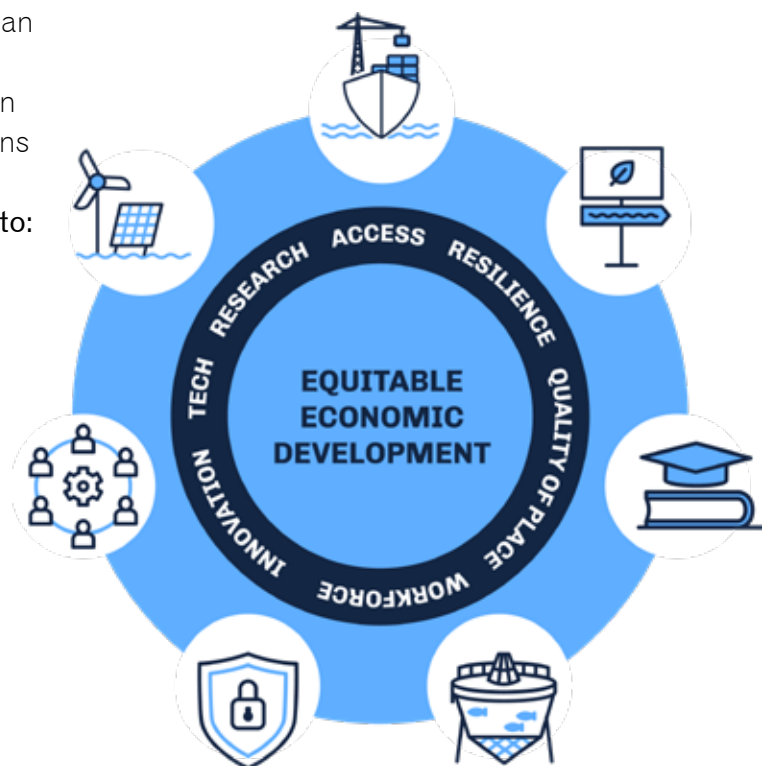 an
n
ns
to:
ACCESS
RESILIENCE
QUALITY OF PLACE
WORKFORCE
INNOVATION
TECH
RESEARCH
EQUITABLE
ECONOMIC
DEVELOPMENT